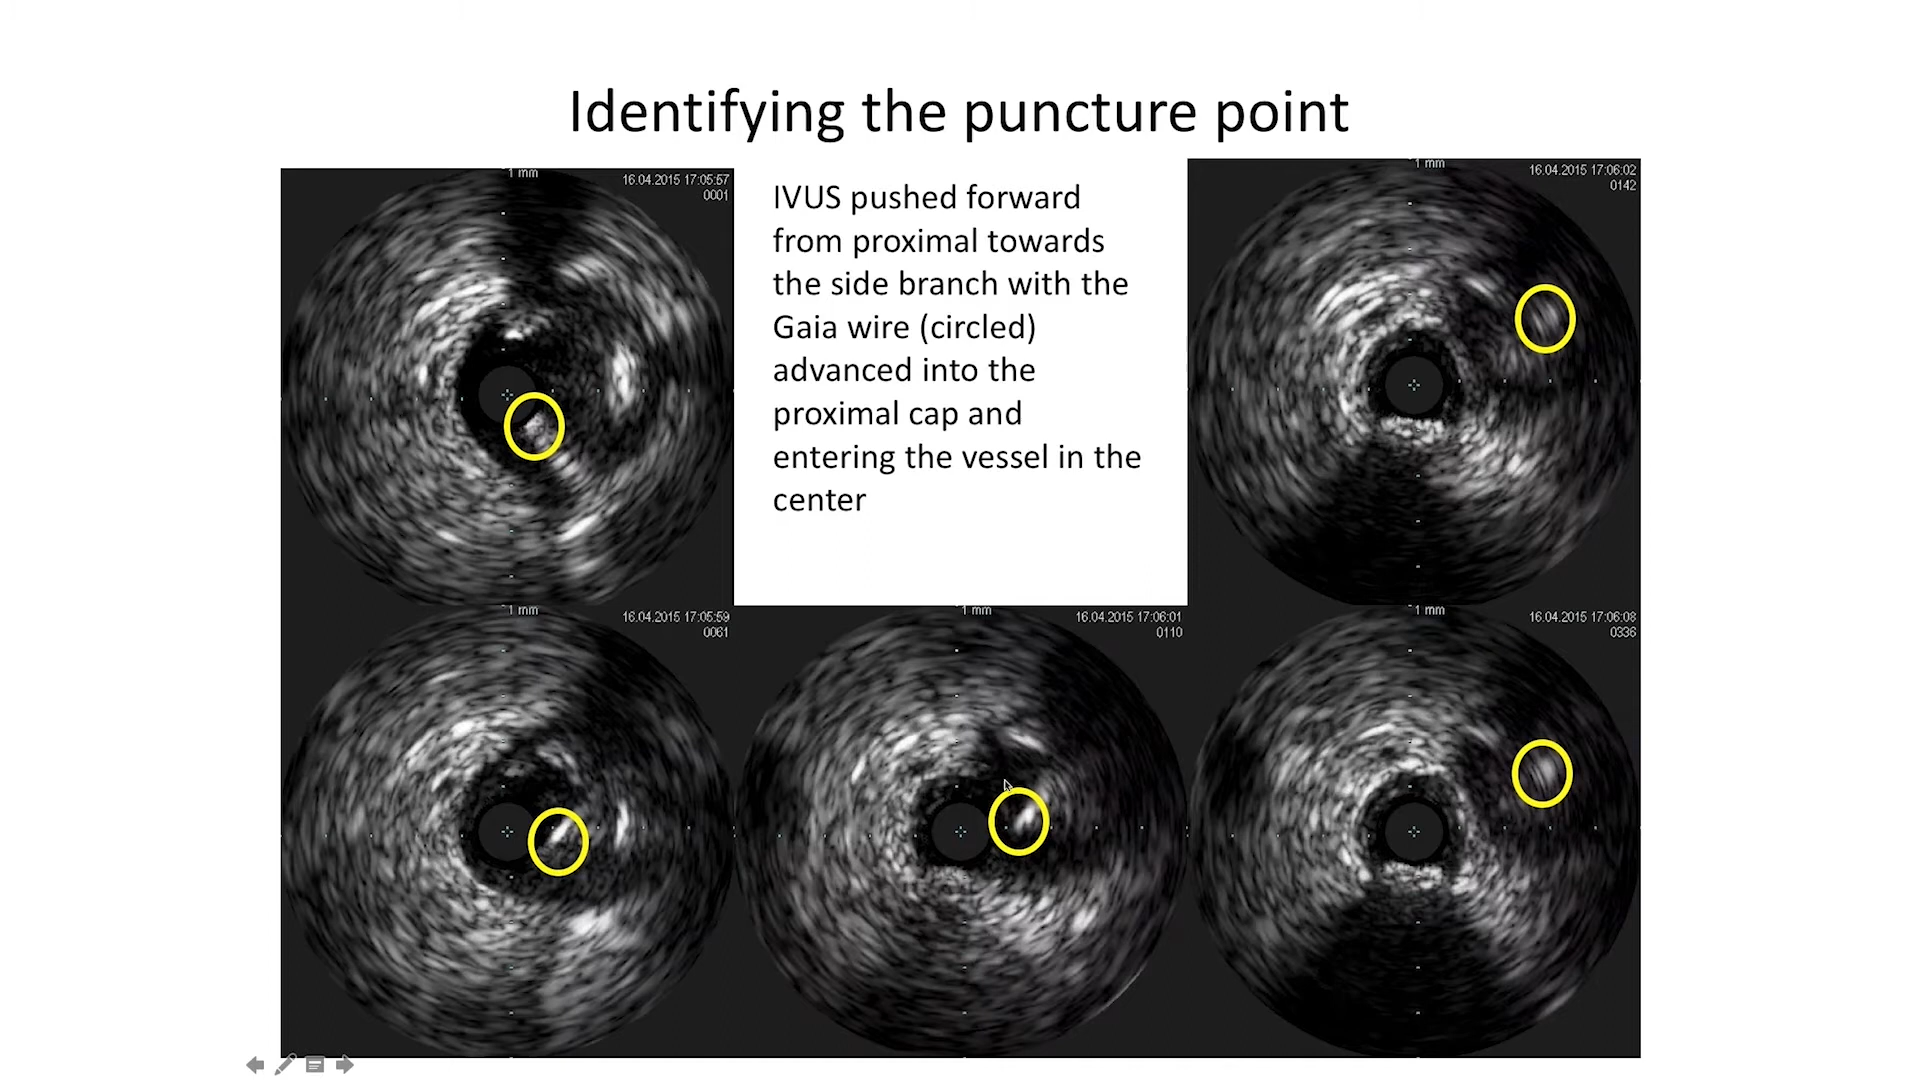 Identifying the puncture point
1 mm
16.04.2015 17:05:57
0001
IVUS pushed forward
from proximal towards
the side branch with the
Gaia wire (circled)
advanced into the
proximal cap and
entering the vessel in the
center
1 mm
16.04.2015 17:06:02
0142
1 mm
16.04.2015 17:05:59
0061
1 mm
16.04.2015 17:06:01
0110
1 mm
16.04.2015 17:06:08
0336